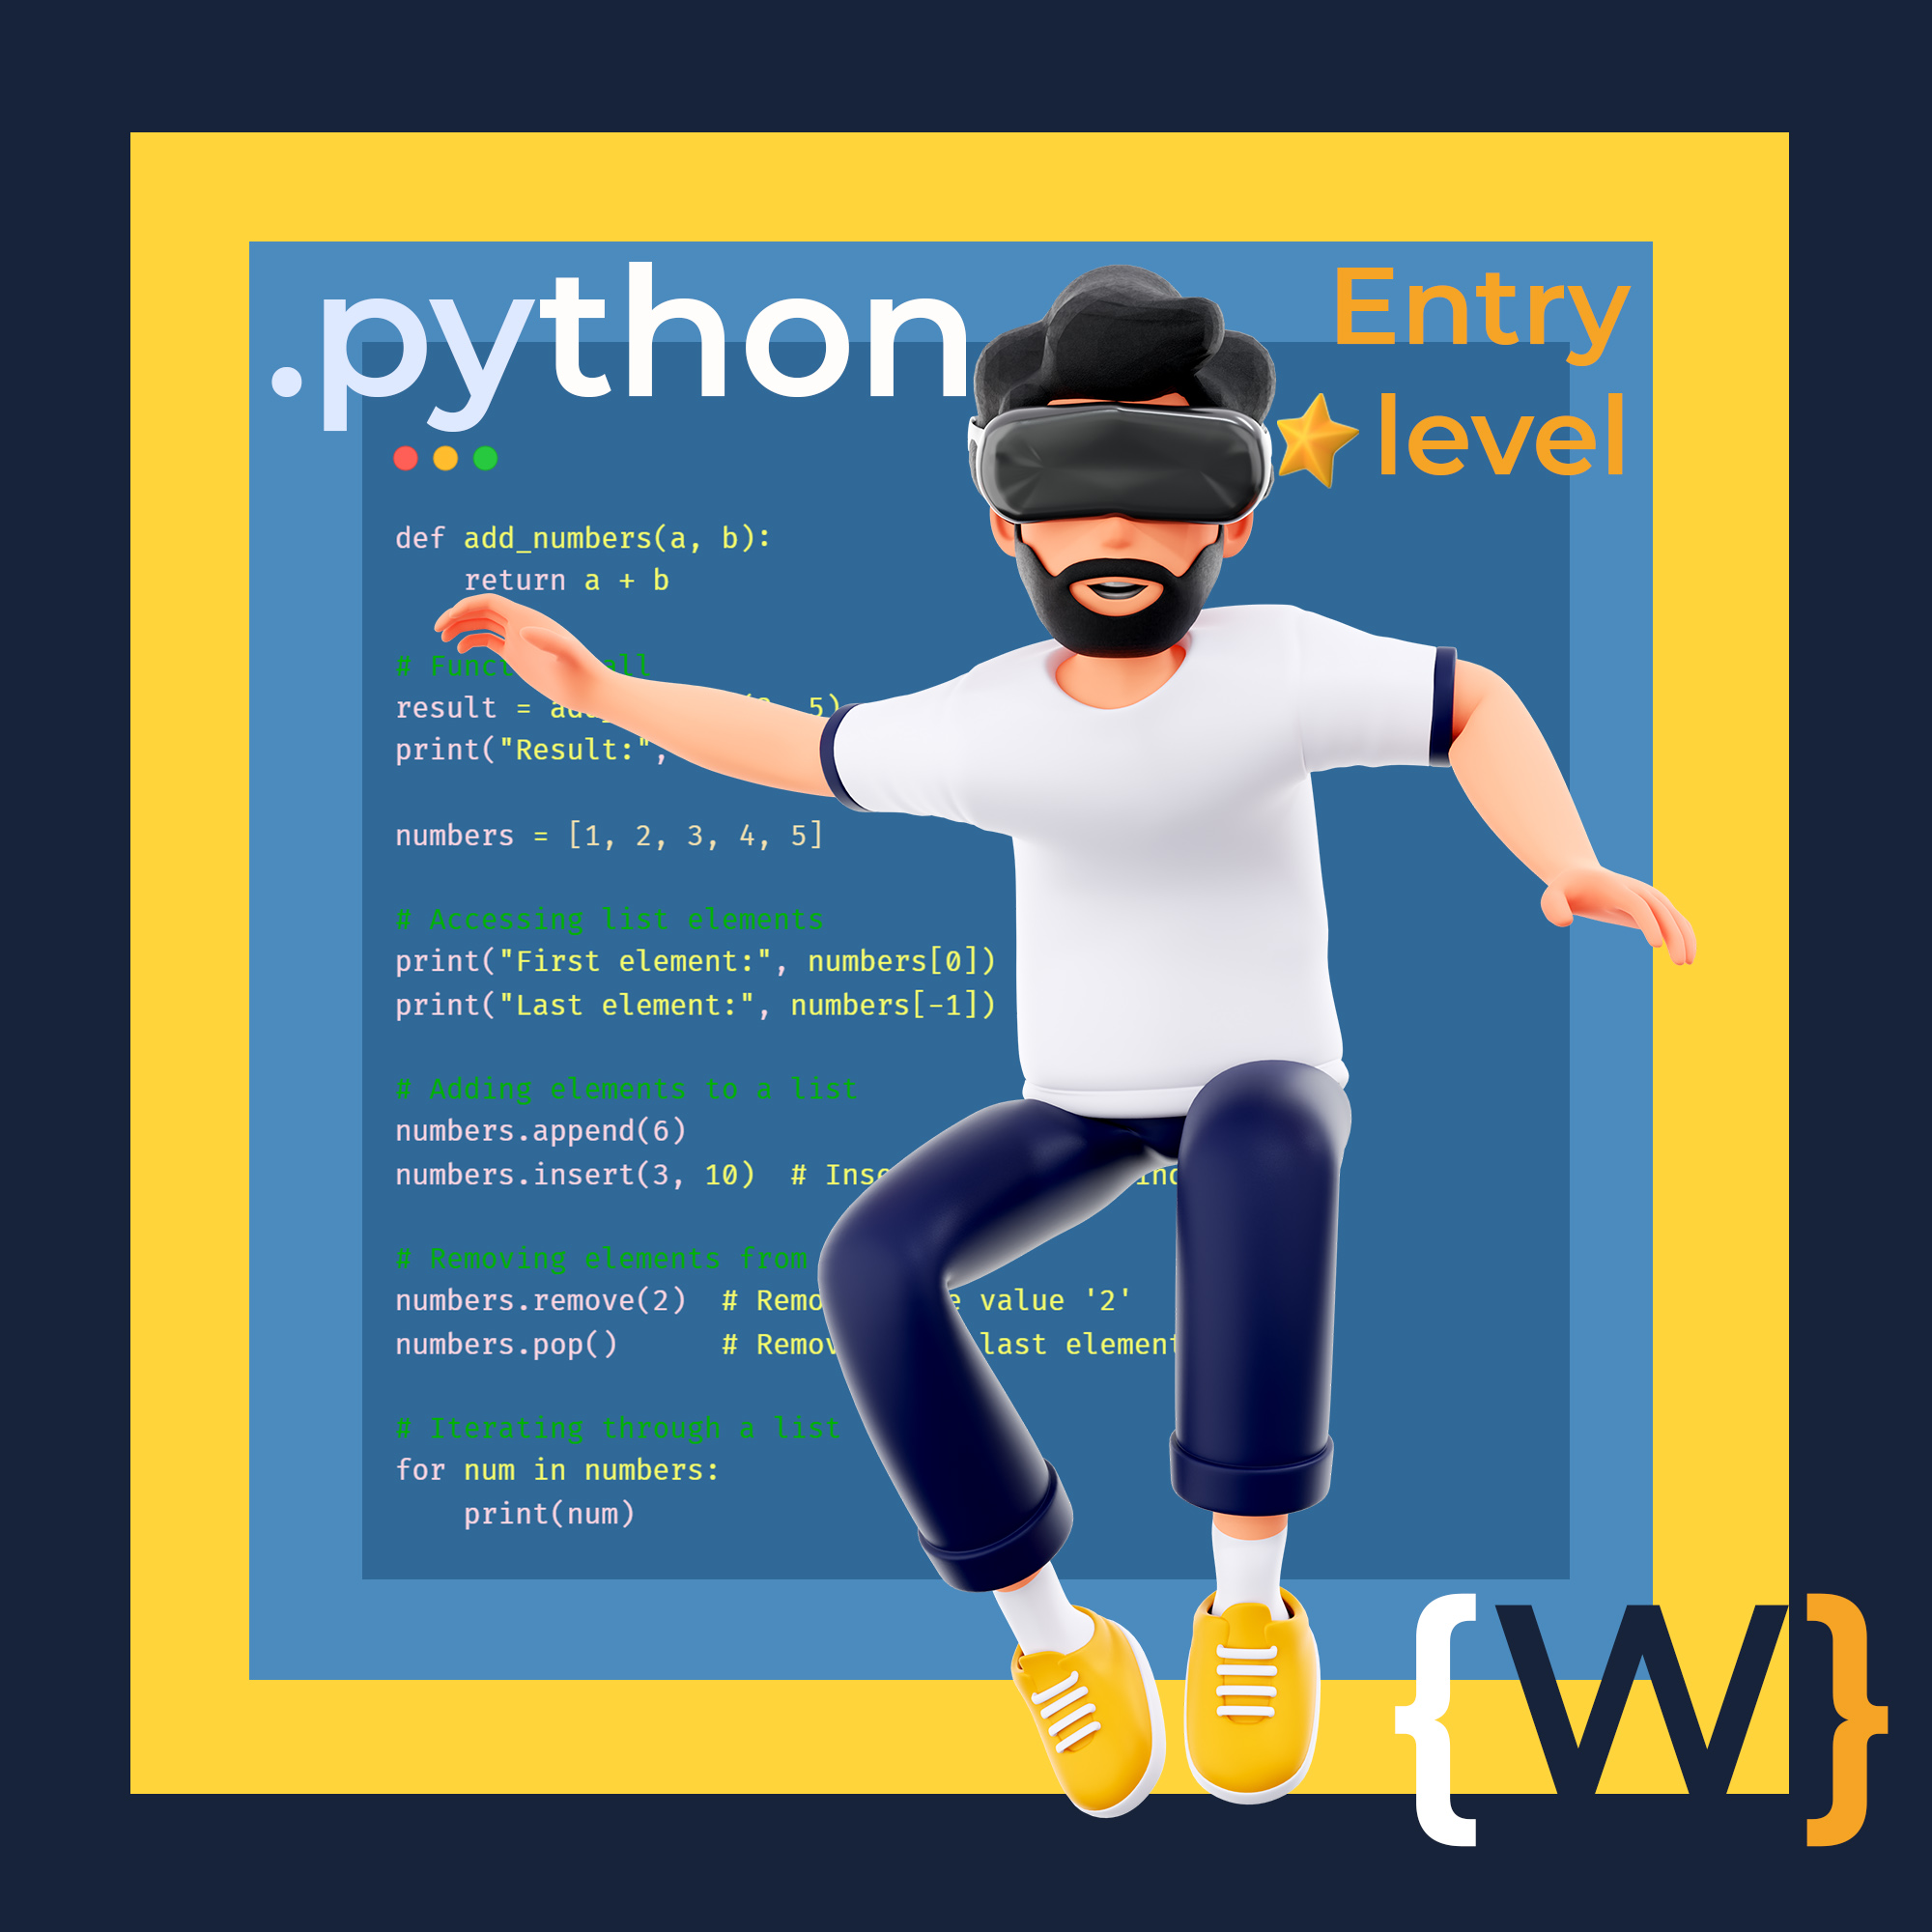 .python
Entry
level
def add_numbers(a, b):
    return a + b
# Func all
result = 5)
print("Result:",
numbers = [1, 2, 3, 4, 5]
# Accessing list elements
print("First element:", numbers[0])
print("Last element:", numbers[-1])
# Adding elements to a list
numbers.append(6)
numbers.insert(3, 10)  #
# Removing elements from
numbers.remove(2)  # value '2'
numbers.pop()      # last element
# Iterating through a list
for num in numbers:
    print(num)
{W}